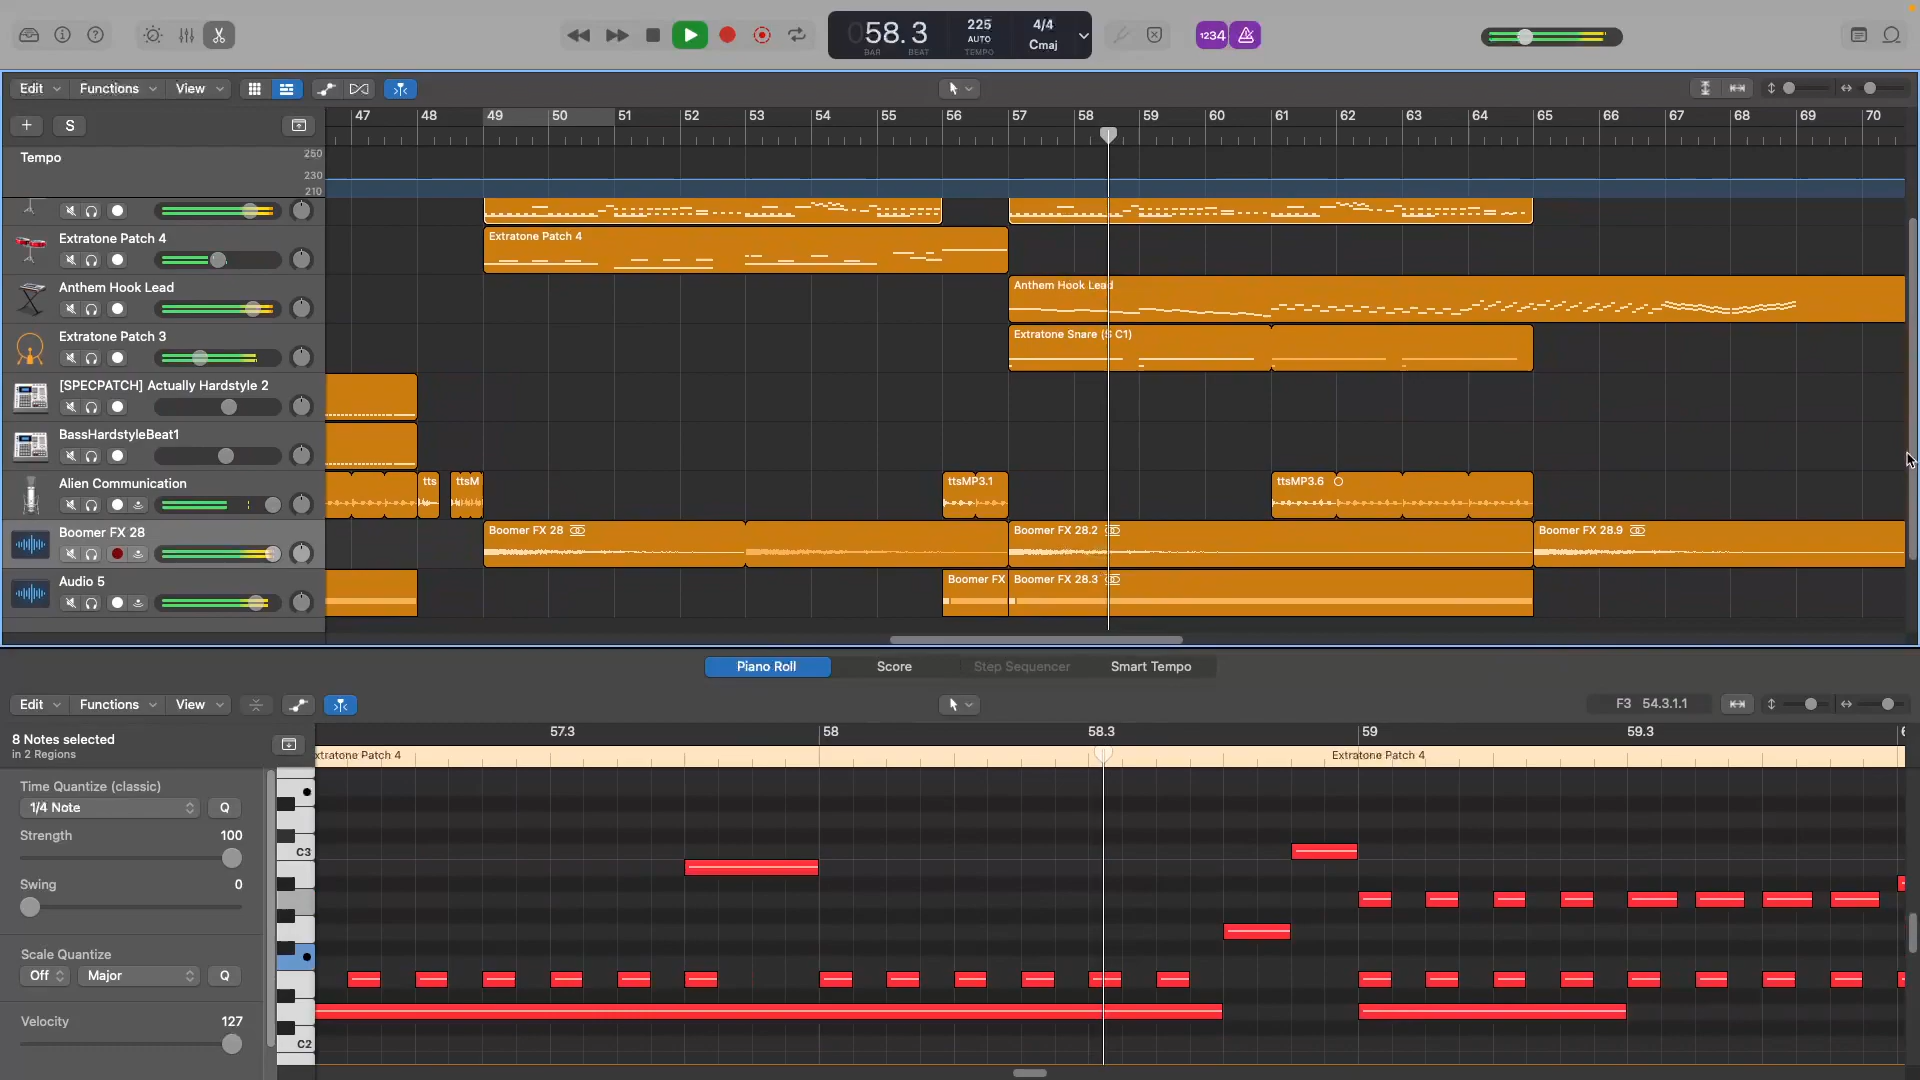 058.3
BAR BEAT
225
AUTO
TEMPO
4/4
Cmaj
1234
Edit Functions View
47 48 49 50 51 52 53 54 55 56 57 58 59 60 61 62 63 64 65 66 67 68 69 70
S
Tempo
250
230
210
Extratone Patch 4
Extratone Patch 4
Anthem Hook Lead
Anthem Hook Lead
Extratone Patch 3
Extratone Snare (S C1)
[SPECPATCH] Actually Hardstyle 2
BassHardstyleBeat1
Alien Communication
tts ttsM ttsMP3.1 ttsMP3.6
Boomer FX 28
Boomer FX 28 Boomer FX 28.2 Boomer FX 28.9
Audio 5
Boomer FX Boomer FX 28.3
Piano Roll Score Step Sequencer Smart Tempo
Edit Functions View
F3 54.3.1.1
8 Notes selected
in 2 Regions
57.3 58 58.3 59 59.3
xtratone Patch 4 Extratone Patch 4
Time Quantize (classic)
1/4 Note Q
Strength 100
Swing 0
Scale Quantize
Off Major Q
Velocity 127
C3
C2